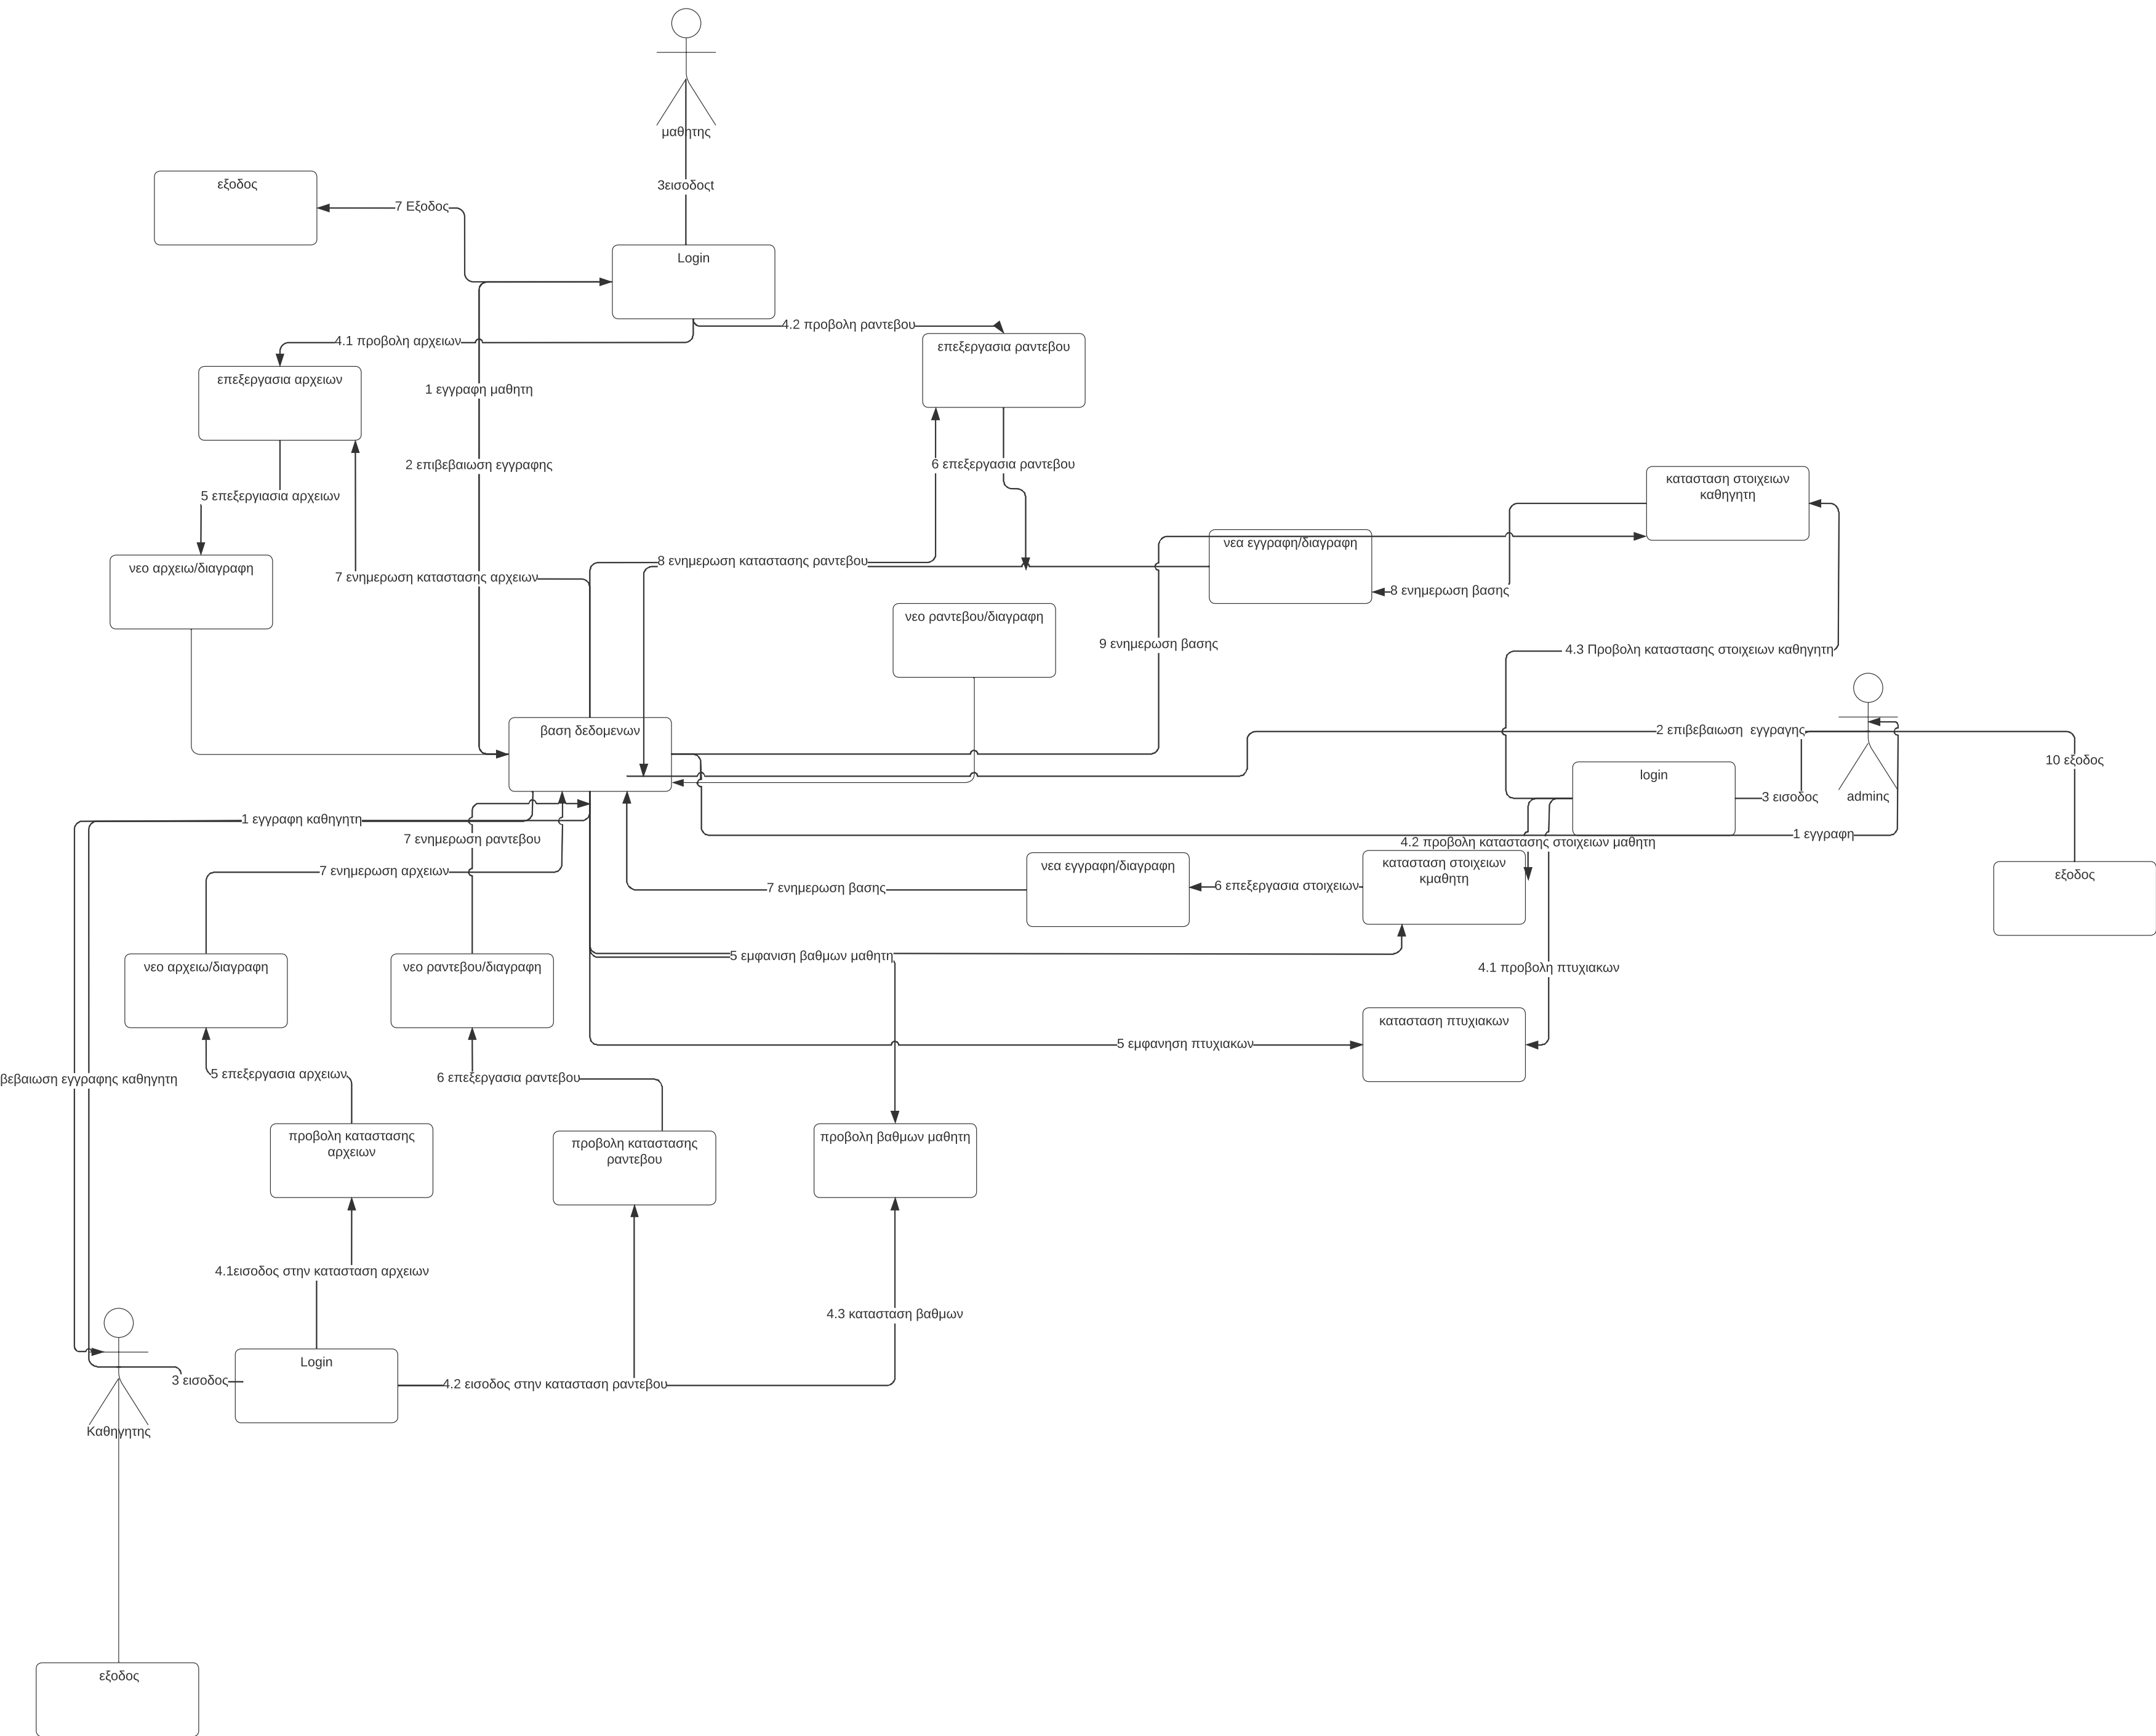 μαθητης
3εισοδοςt
εξοδος
7 Εξοδος
Login
4.2 προβολη ραντεβου
4.1 προβολη αρχειων
επεξεργασια ραντεβου
επεξεργασια αρχειων
1 εγγραφη μαθητη
2 επιβεβαιωση εγγραφης
6 επεξεργασια ραντεβου
κατασταση στοιχειων
καθηγητη
5 επεξεργιασια αρχειων
νεα εγγραφη/διαγραφη
8 ενημερωση καταστασης ραντεβου
νεο αρχειω/διαγραφη
7 ενημερωση καταστασης αρχειων
8 ενημερωση βασης
νεο ραντεβου/διαγραφη
9 ενημερωση βασης
4.3 Προβολη καταστασης στοιχειων καθηγητη
βαση δεδομενων
2 επιβεβαιωση  εγγραγης
10 εξοδος
login
3 εισοδος
adminς
1 εγγραφη καθηγητη
1 εγγραφη
7 ενημερωση ραντεβου
4.2 προβολη καταστασης στοιχειων μαθητη
νεα εγγραφη/διαγραφη
κατασταση στοιχειων
κμαθητη
7 ενημερωση αρχειων
εξοδος
6 επεξεργασια στοιχειων
7 ενημερωση βασης
5 εμφανιση βαθμων μαθητη
νεο αρχειω/διαγραφη
νεο ραντεβου/διαγραφη
4.1 προβολη πτυχιακων
κατασταση πτυχιακων
5 εμφανηση πτυχιακων
βεβαιωση εγγραφης καθηγητη
5 επεξεργασια αρχειων
6 επεξεργασια ραντεβου
προβολη καταστασης
αρχειων
προβολη καταστασης
ραντεβου
προβολη βαθμων μαθητη
4.1εισοδος στην κατασταση αρχειων
4.3 κατασταση βαθμων
Login
3 εισοδος
4.2 εισοδος στην κατασταση ραντεβου
Καθηγητης
εξοδος